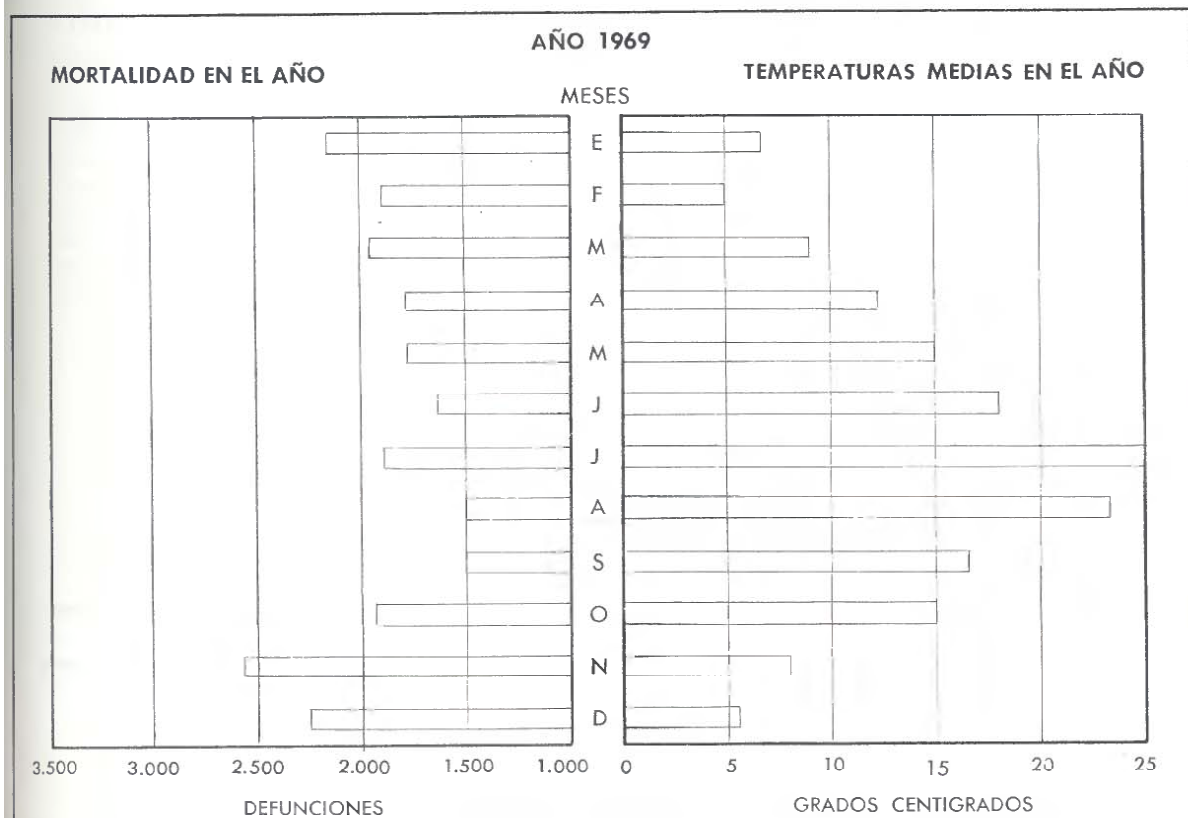 AÑO 1969
MORTALIDAD EN EL AÑO
TEMPERATURAS MEDIAS EN EL AÑO
MESES
E
F
M
A
M
J
J
A
S
O
N
D
3.500 3.000 2.500 2.000 1.500 1.000 0 5 10 15 20 25
DEFUNCIONES
GRADOS CENTIGRADOS